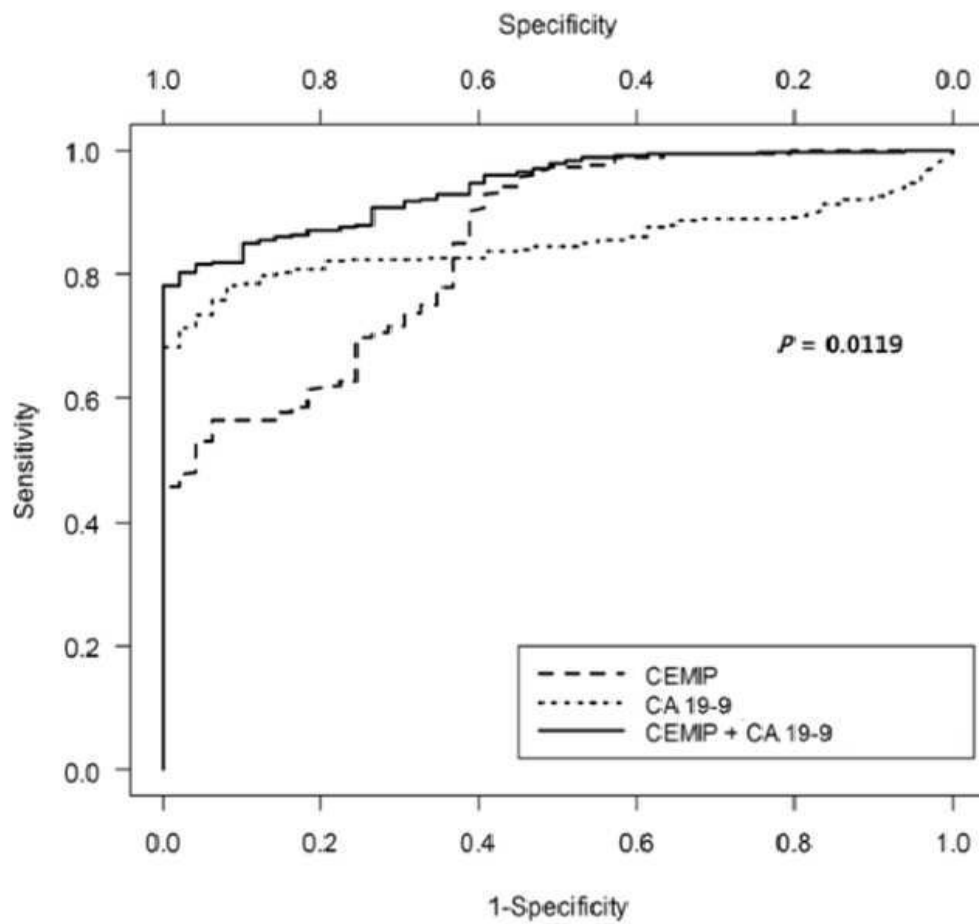 Specificity
1.0 0.8 0.6 0.4 0.2 0.0
1.0
0.8
P = 0.0119
0.6
Sensitivity
0.4
0.2
CEMIP
CA 19-9
CEMIP + CA 19-9
0.0
0.0 0.2 0.4 0.6 0.8 1.0
1-Specificity